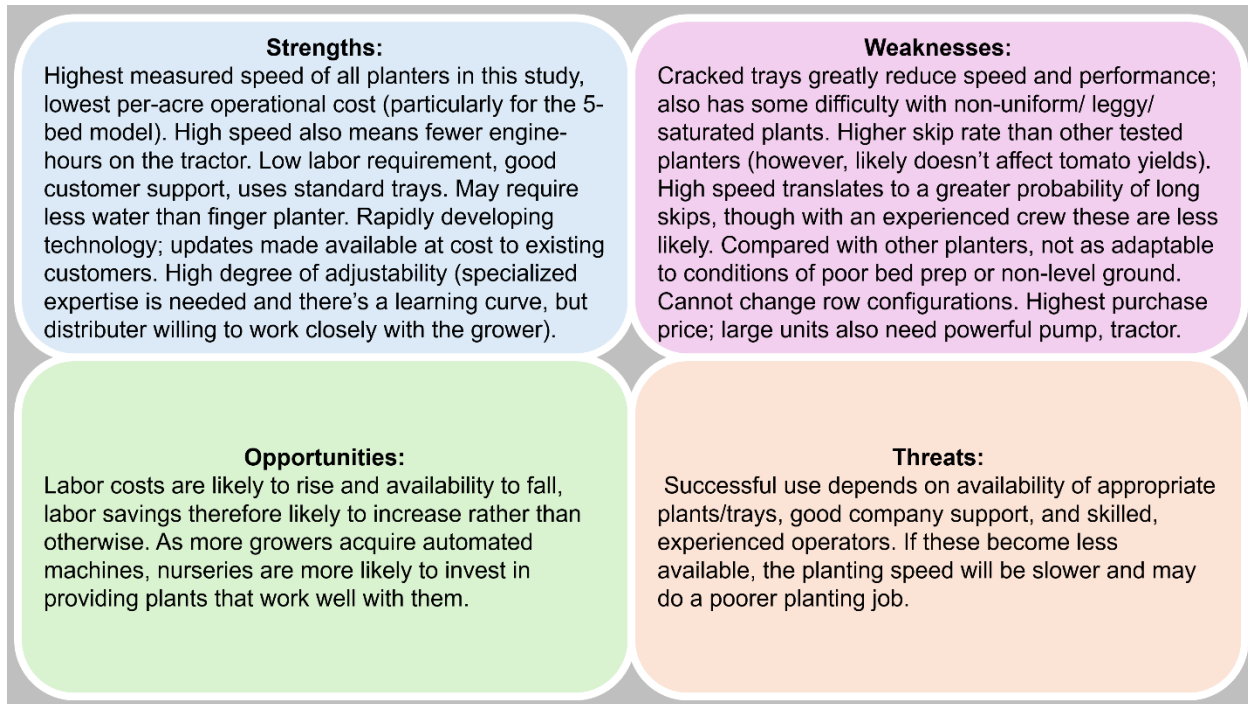 Strengths:
Highest measured speed of all planters in this study,
lowest per-acre operational cost (particularly for the 5-
bed model). High speed also means fewer engine-
hours on the tractor. Low labor requirement, good
customer support, uses standard trays. May require
less water than finger planter. Rapidly developing
technology; updates made available at cost to existing
customers. High degree of adjustability (specialized
expertise is needed and there’s a learning curve, but
distributer willing to work closely with the grower).
Weaknesses:
Cracked trays greatly reduce speed and performance;
also has some difficulty with non-uniform/ leggy/
saturated plants. Higher skip rate than other tested
planters (however, likely doesn’t affect tomato yields).
High speed translates to a greater probability of long
skips, though with an experienced crew these are less
likely. Compared with other planters, not as adaptable
to conditions of poor bed prep or non-level ground.
Cannot change row configurations. Highest purchase
price; large units also need powerful pump, tractor.
Opportunities:
Labor costs are likely to rise and availability to fall,
labor savings therefore likely to increase rather than
otherwise. As more growers acquire automated
machines, nurseries are more likely to invest in
providing plants that work well with them.
Threats:
Successful use depends on availability of appropriate
plants/trays, good company support, and skilled,
experienced operators. If these become less
available, the planting speed will be slower and may
do a poorer planting job.